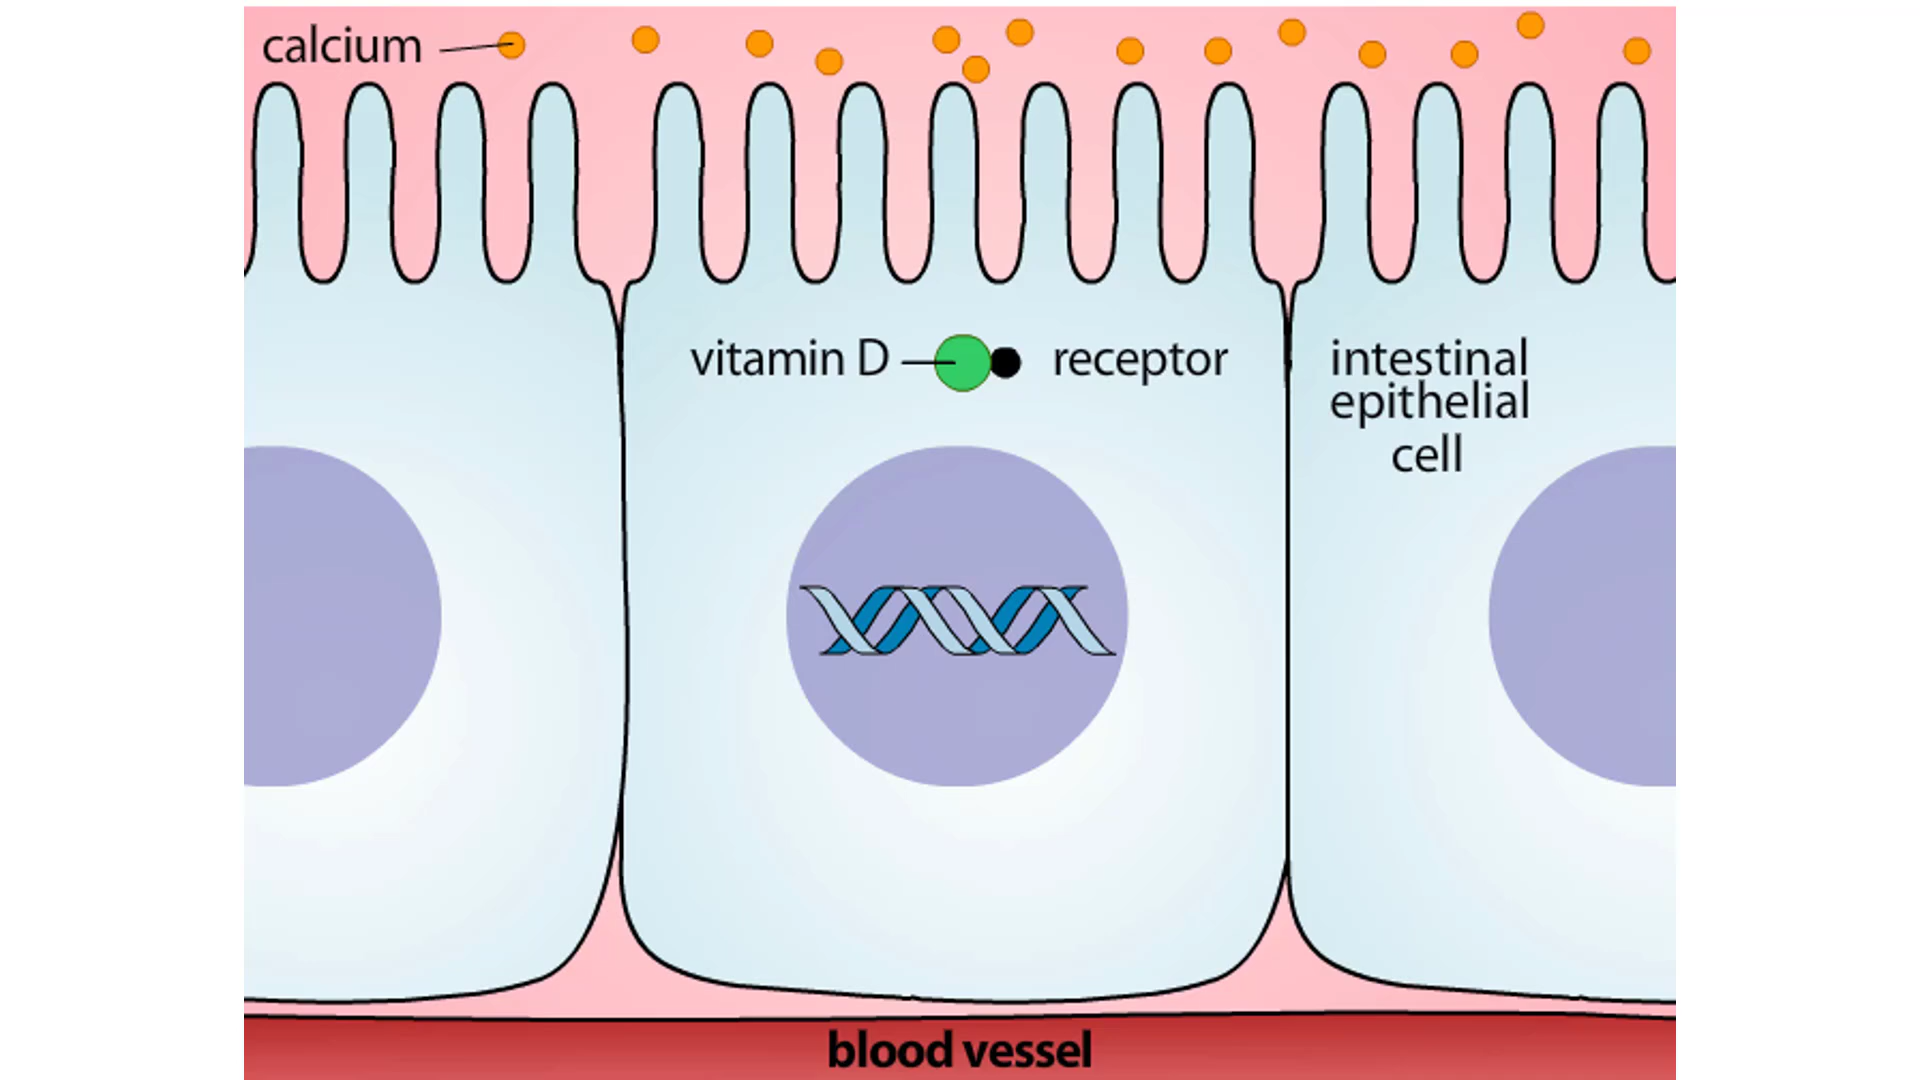 calcium
vitamin D
receptor
intestinal
epithelial
cell
blood vessel